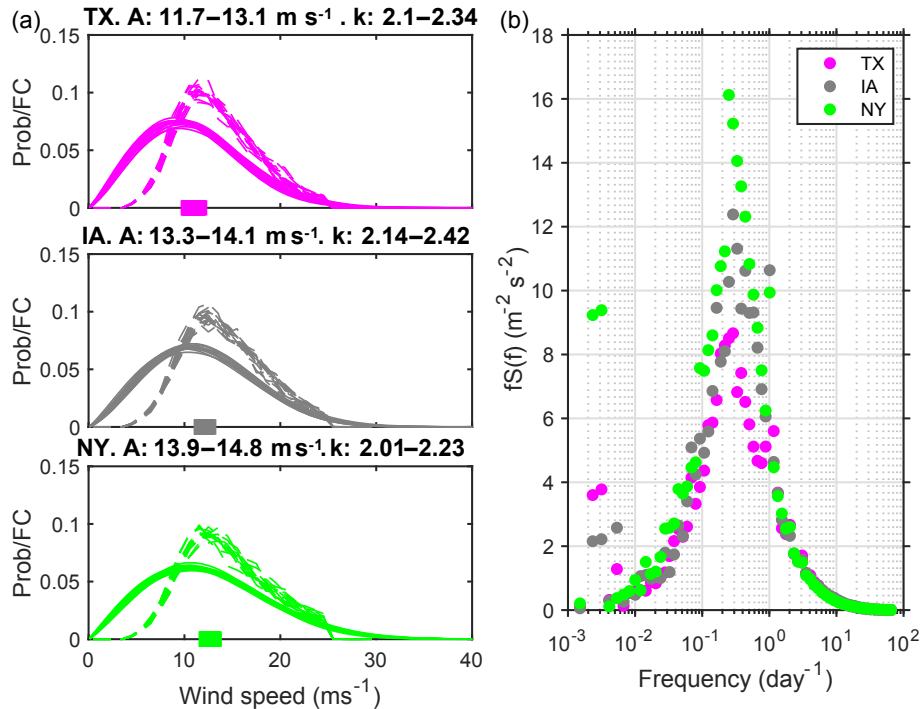 (a)
TX. A: 11.7–13.1 m s⁻¹ . k: 2.1–2.34
0.15
0.1
0.05
0
Prob/FC
IA. A: 13.3–14.1 m s⁻¹. k: 2.14–2.42
0.15
0.1
0.05
0
Prob/FC
NY. A: 13.9–14.8 m s⁻¹. k: 2.01–2.23
0.15
0.1
0.05
0
Prob/FC
0 10 20 30 40
Wind speed (ms⁻¹)
(b)
18
16
14
12
10
8
6
4
2
0
fS(f) (m⁻² s⁻²)
TX
IA
NY
10⁻³ 10⁻² 10⁻¹ 10⁰ 10¹ 10²
Frequency (day⁻¹)